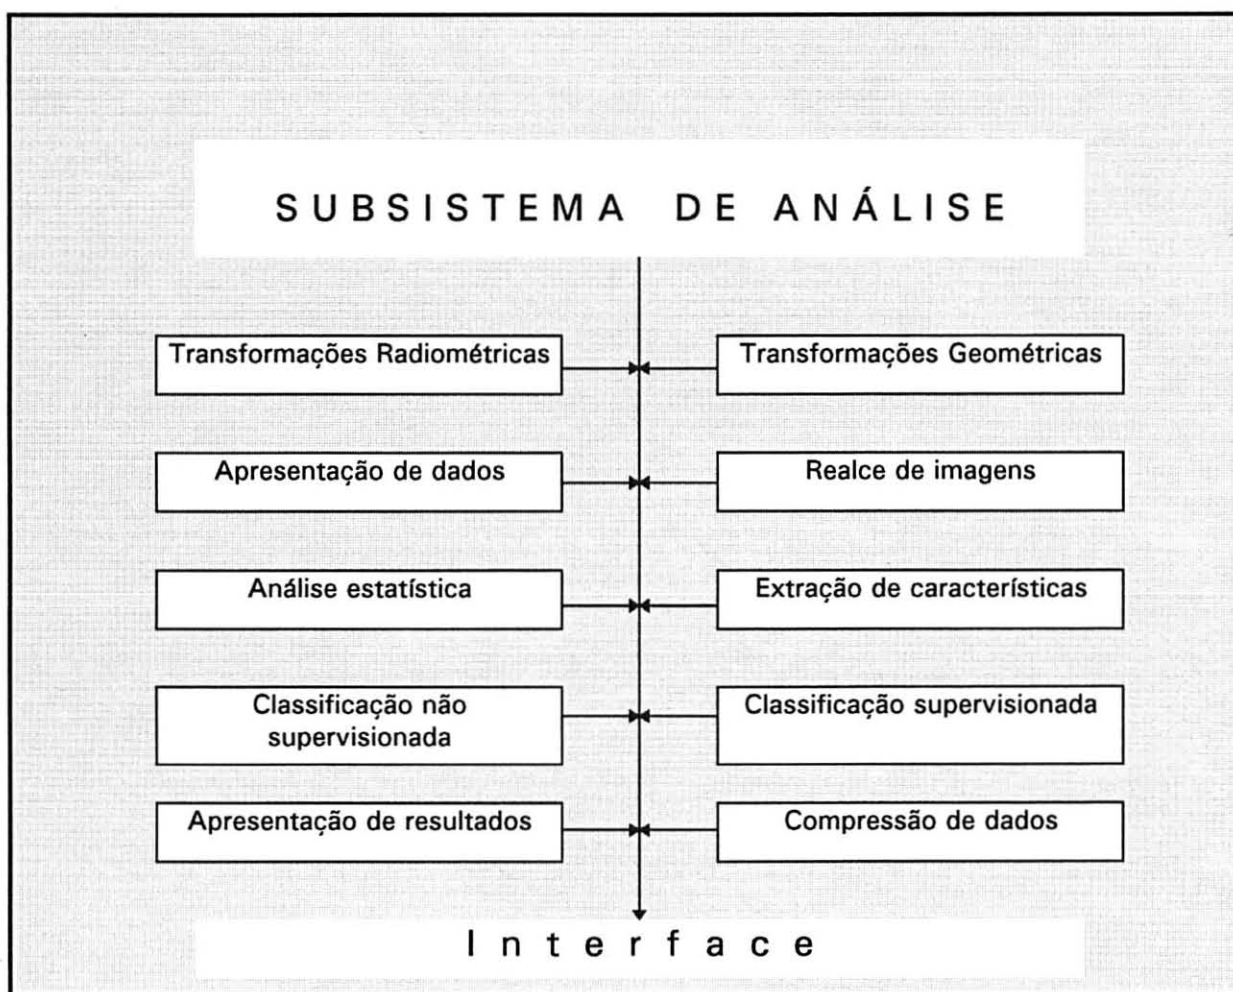 SUBSISTEMA DE ANÁLISE
Transformações Radiométricas
Transformações Geométricas
Apresentação de dados
Realce de imagens
Análise estatística
Extração de características
Classificação não
supervisionada
Classificação supervisionada
Apresentação de resultados
Compressão de dados
Interface